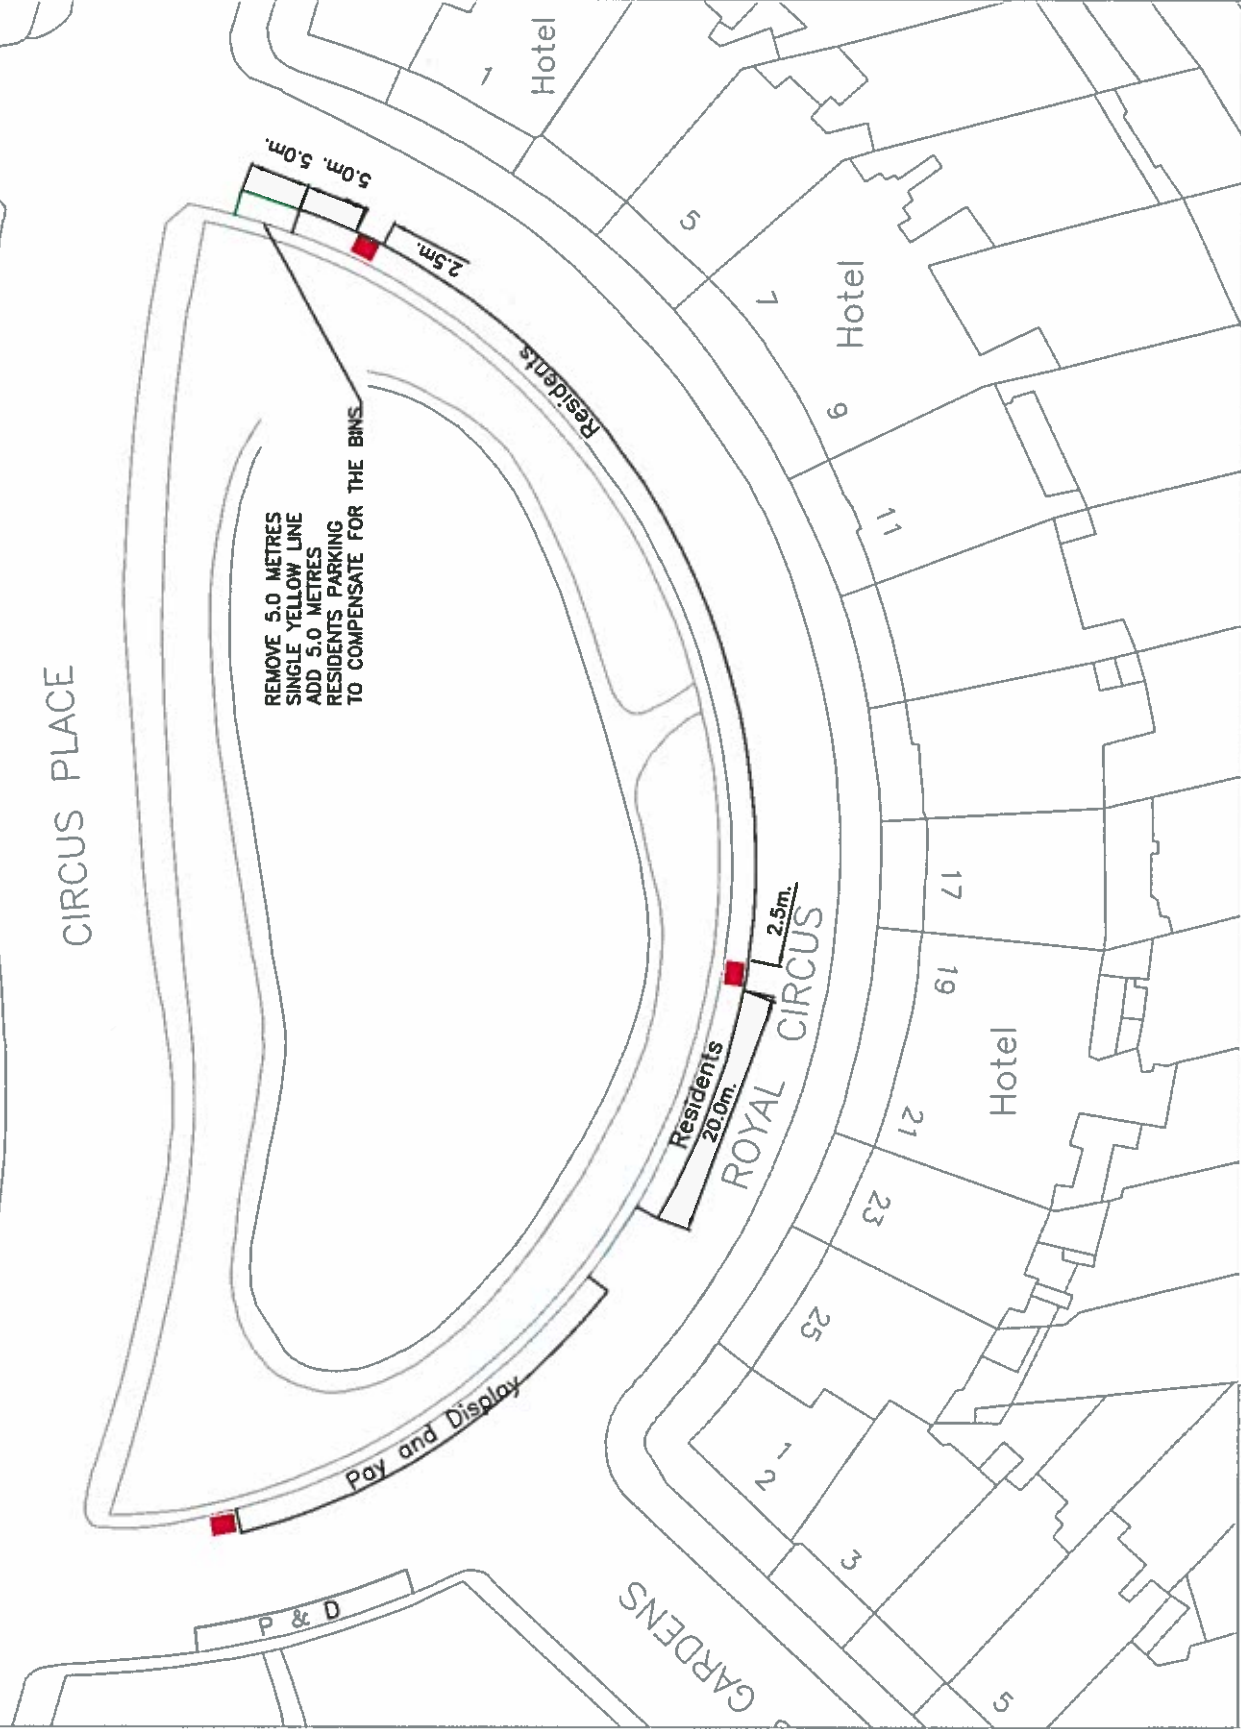 CIRCUS PLACE
REMOVE 5.0 METRES
SINGLE YELLOW LINE
ADD 5.0 METRES
RESIDENTS PARKING
TO COMPENSATE FOR THE BINS
5.0m. 5.0m.
2.5m.
Residents
2.5m.
Residents
20.0m.
ROYAL CIRCUS
Pay and Display
P & D
GARDENS
1
Hotel
5
7
Hotel
9
11
17
19
Hotel
21
23
25
1
2
3
5